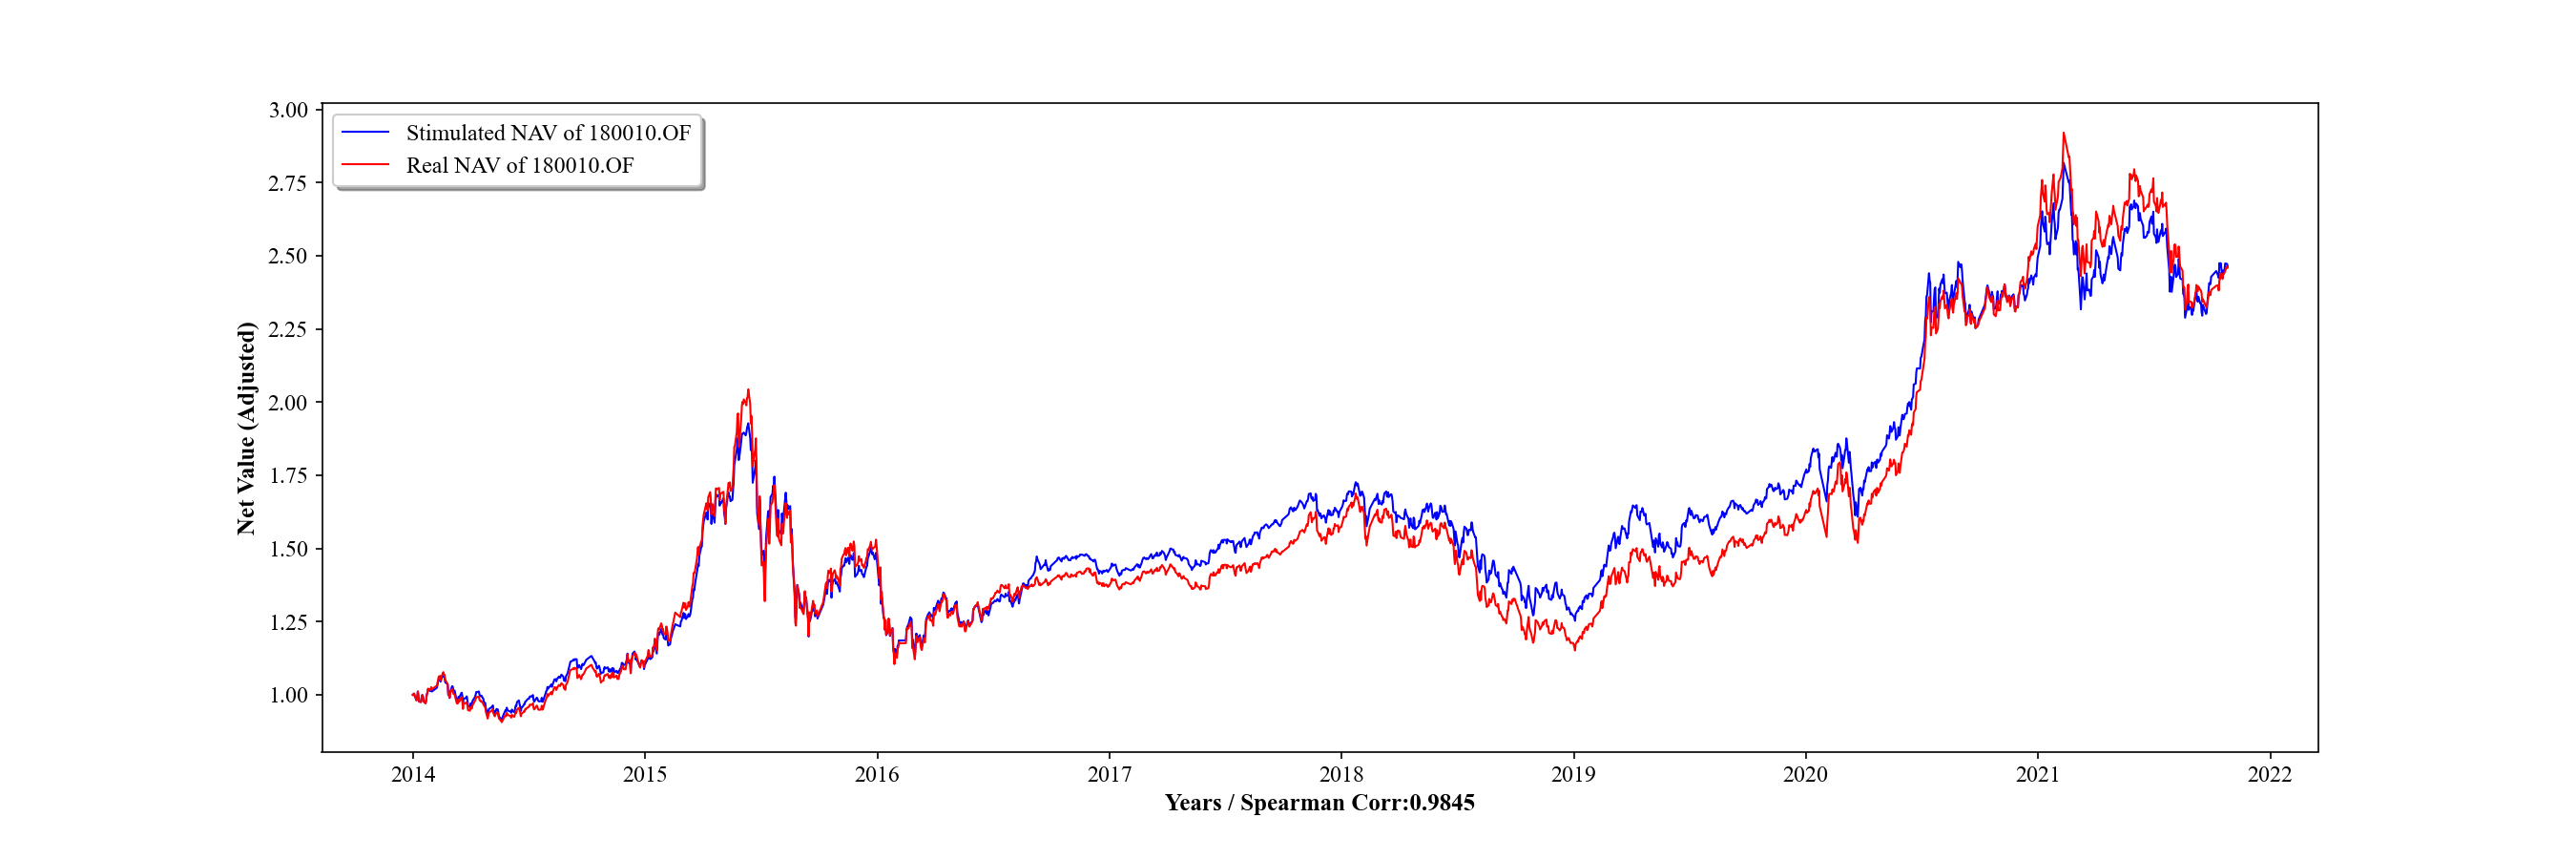 Stimulated NAV of 180010.OF
Real NAV of 180010.OF
3.00
2.75
2.50
2.25
2.00
1.75
1.50
1.25
1.00
Net Value (Adjusted)
2014 2015 2016 2017 2018 2019 2020 2021 2022
Years / Spearman Corr:0.9845